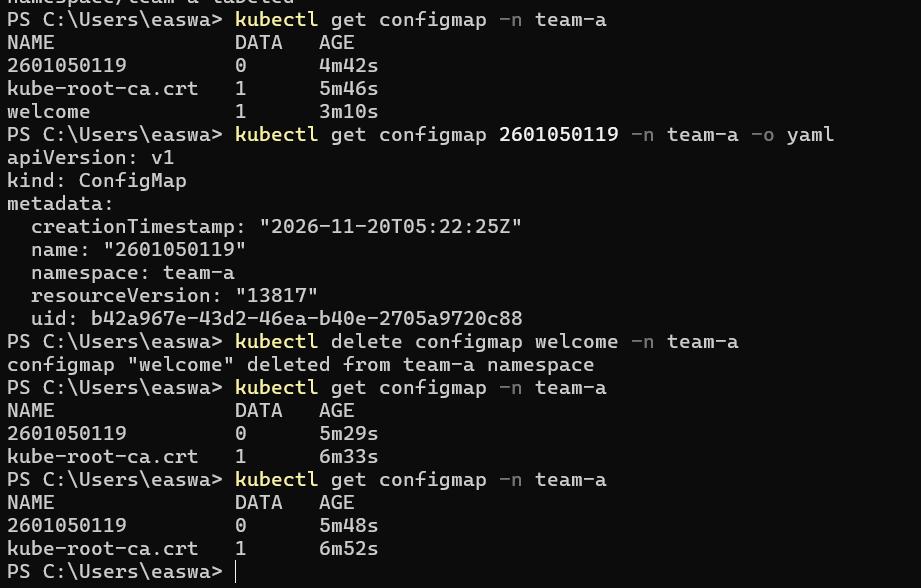 namespace/team-a labeled
PS C:\Users\easwa> kubectl get configmap -n team-a
NAME               DATA   AGE
2601050119         0      4m42s
kube-root-ca.crt   1      5m46s
welcome            1      3m10s
PS C:\Users\easwa> kubectl get configmap 2601050119 -n team-a -o yaml
apiVersion: v1
kind: ConfigMap
metadata:
  creationTimestamp: "2026-11-20T05:22:25Z"
  name: "2601050119"
  namespace: team-a
  resourceVersion: "13817"
  uid: b42a967e-43d2-46ea-b40e-2705a9720c88
PS C:\Users\easwa> kubectl delete configmap welcome -n team-a
configmap "welcome" deleted from team-a namespace
PS C:\Users\easwa> kubectl get configmap -n team-a
NAME               DATA   AGE
2601050119         0      5m29s
kube-root-ca.crt   1      6m33s
PS C:\Users\easwa> kubectl get configmap -n team-a
NAME               DATA   AGE
2601050119         0      5m48s
kube-root-ca.crt   1      6m52s
PS C:\Users\easwa>